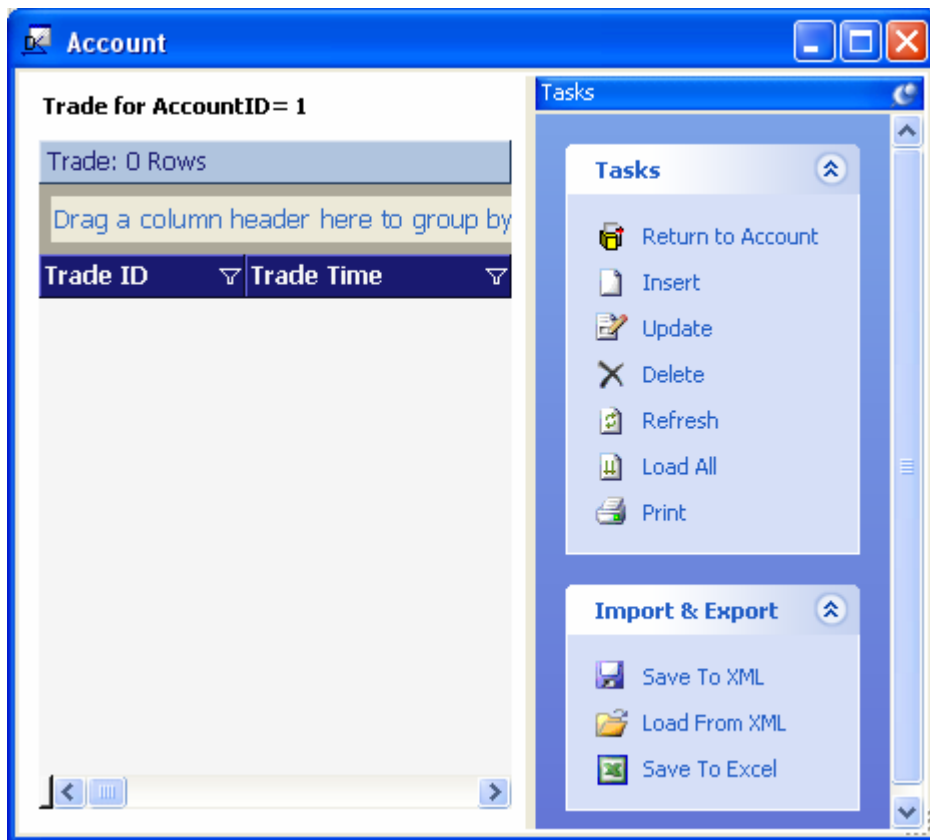 Account
Trade for AccountID= 1
Trade: 0 Rows
Drag a column header here to group by
Trade ID Trade Time
Tasks
Tasks
Return to Account
Insert
Update
Delete
Refresh
Load All
Print
Import & Export
Save To XML
Load From XML
Save To Excel